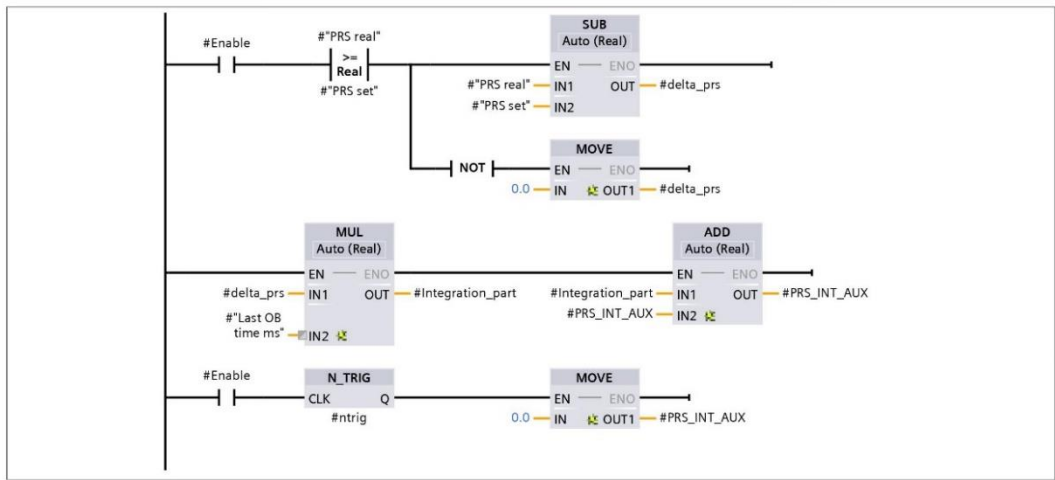 #Enable
#"PRS real"
>=
Real
#"PRS set"
SUB
Auto (Real)
EN
ENO
#"PRS real"
IN1
OUT
#delta_prs
#"PRS set"
IN2
NOT
MOVE
EN
ENO
0.0
IN
OUT1
#delta_prs
MUL
Auto (Real)
EN
ENO
#delta_prs
IN1
OUT
#Integration_part
#"Last OB
time ms"
IN2
ADD
Auto (Real)
EN
ENO
#Integration_part
IN1
OUT
#PRS_INT_AUX
#PRS_INT_AUX
IN2
#Enable
N_TRIG
CLK
Q
#ntrig
MOVE
EN
ENO
0.0
IN
OUT1
#PRS_INT_AUX